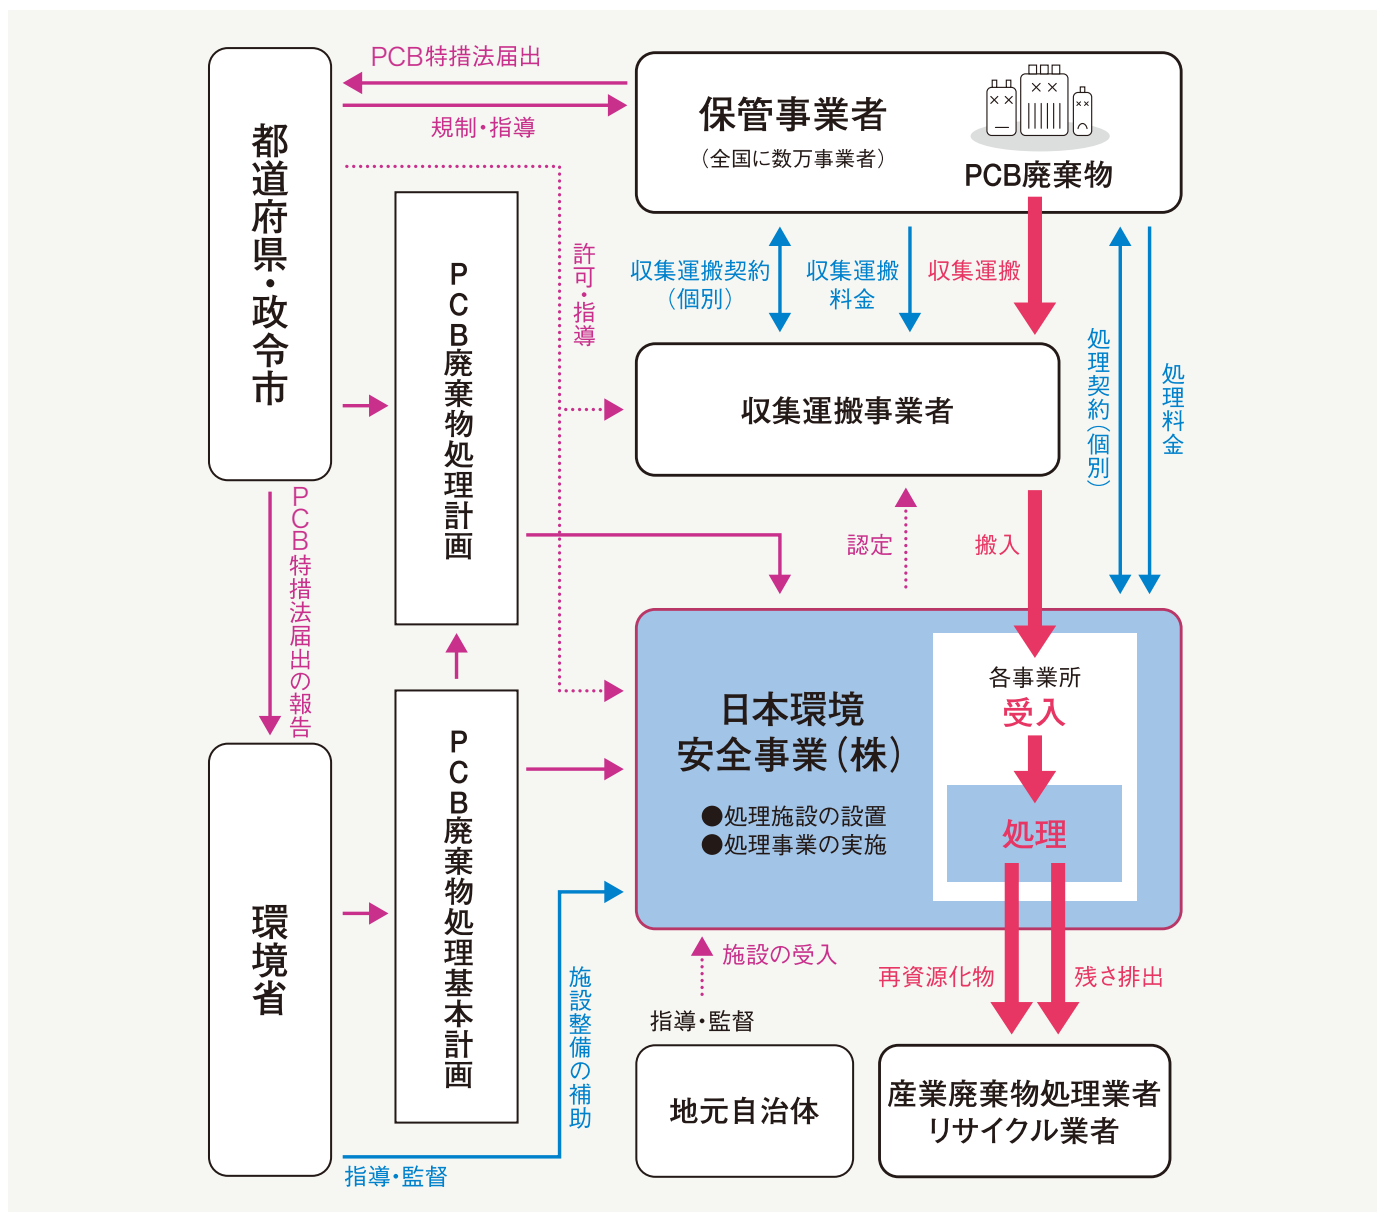 PCB特措法届出
規制・指導
都道府県・政令市
保管事業者
（全国に数万事業者）
PCB廃棄物
許可・指導
PCB廃棄物処理計画
収集運搬契約
（個別）
収集運搬
料金
収集運搬
処理契約（個別）
処理料金
収集運搬事業者
PCB特措法届出の報告
認定
搬入
日本環境
安全事業（株）
●処理施設の設置
●処理事業の実施
各事業所
受入
処理
環境省
PCB廃棄物処理基本計画
施設整備の補助
指導・監督
施設の受入
指導・監督
再資源化物
残さ排出
地元自治体
産業廃棄物処理業者
リサイクル業者